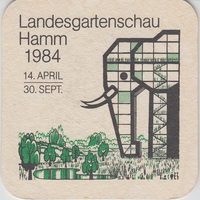 Landesgartenschau
Hamm
1984
14. APRIL
30. SEPT.